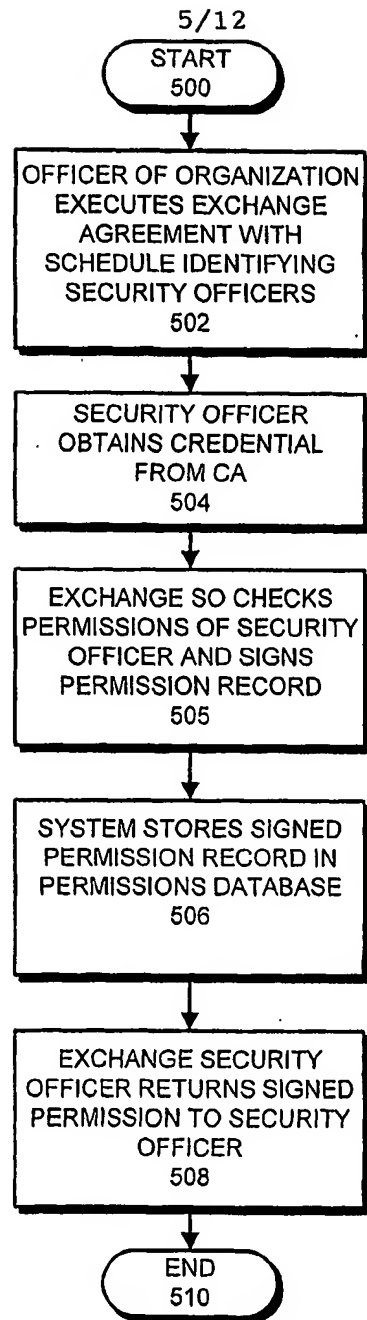 5/12
START
500
OFFICER OF ORGANIZATION
EXECUTES EXCHANGE
AGREEMENT WITH
SCHEDULE IDENTIFYING
SECURITY OFFICERS
502
SECURITY OFFICER
OBTAINS CREDENTIAL
FROM CA
504
EXCHANGE SO CHECKS
PERMISSIONS OF SECURITY
OFFICER AND SIGNS
PERMISSION RECORD
505
SYSTEM STORES SIGNED
PERMISSION RECORD IN
PERMISSIONS DATABASE
506
EXCHANGE SECURITY
OFFICER RETURNS SIGNED
PERMISSION TO SECURITY
OFFICER
508
END
510